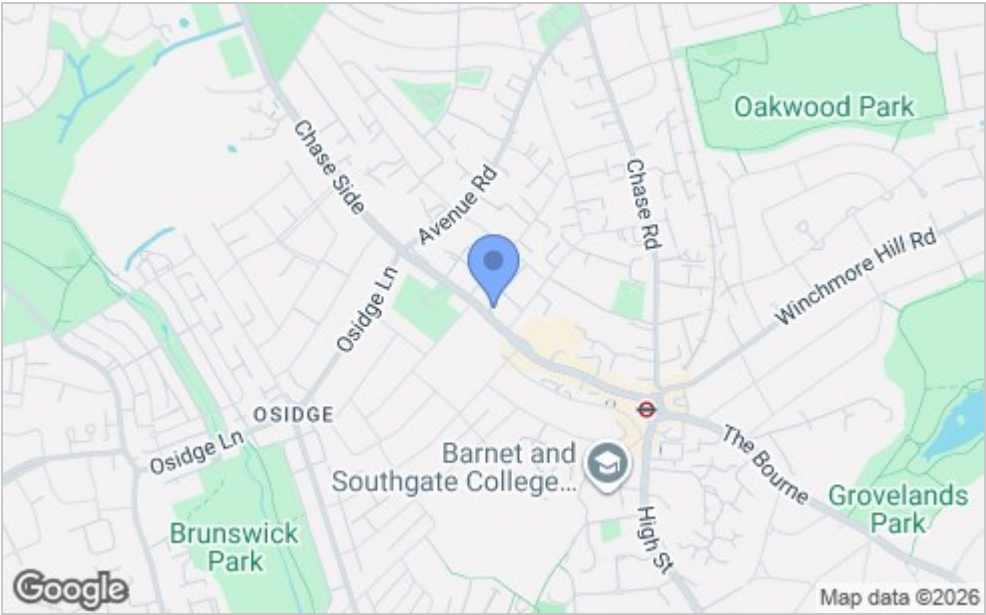 Oakwood Park
Chase Side
Avenue Rd
Chase Rd
Winchmore Hill Rd
Osidge Ln
OSIDGE
Osidge Ln
Barnet and
Southgate College...
The Bourne
Grovelands
Park
High St
Brunswick
Park
Google
Map data ©2026